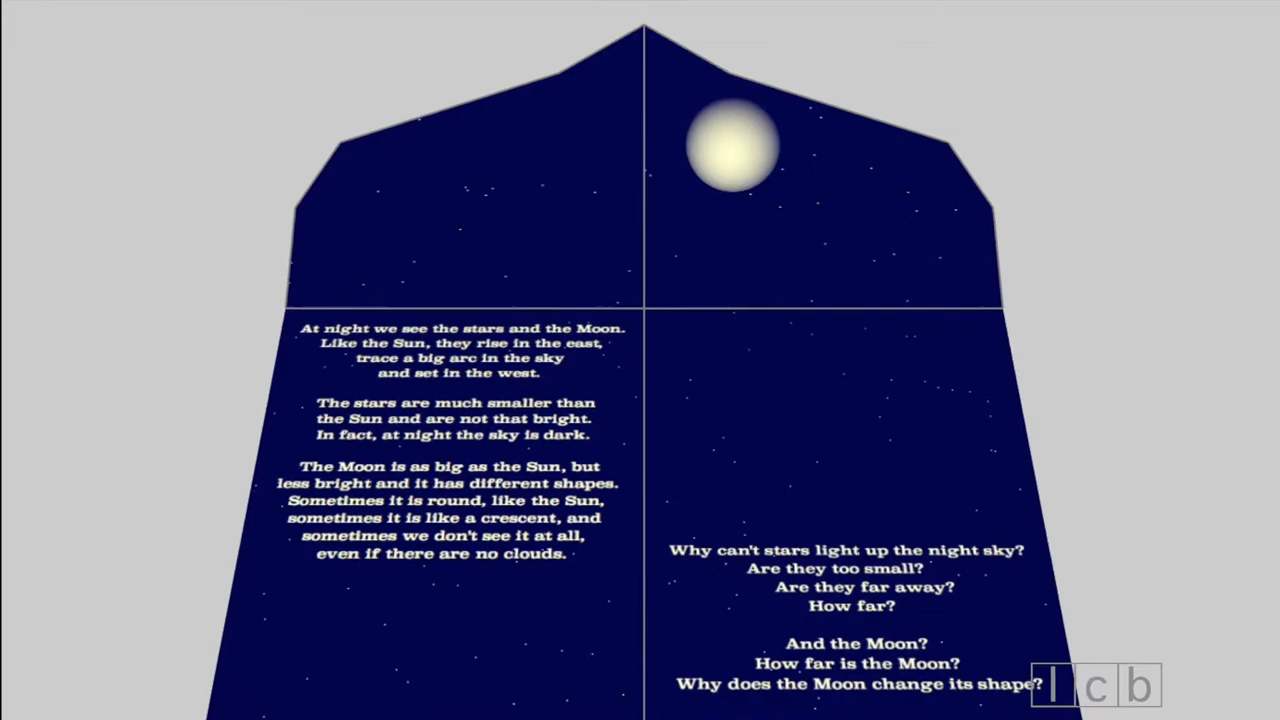 At night we see the stars and the Moon.
Like the Sun, they rise in the east,
trace a big arc in the sky
and set in the west.
The stars are much smaller than
the Sun and are not that bright.
In fact, at night the sky is dark.
The Moon is as big as the Sun, but
less bright and it has different shapes.
Sometimes it is round, like the Sun,
sometimes it is like a crescent, and
sometimes we don't see it at all,
even if there are no clouds.
Why can't stars light up the night sky?
Are they too small?
Are they far away?
How far?
And the Moon?
How far is the Moon?
Why does the Moon change its shape?
lcb